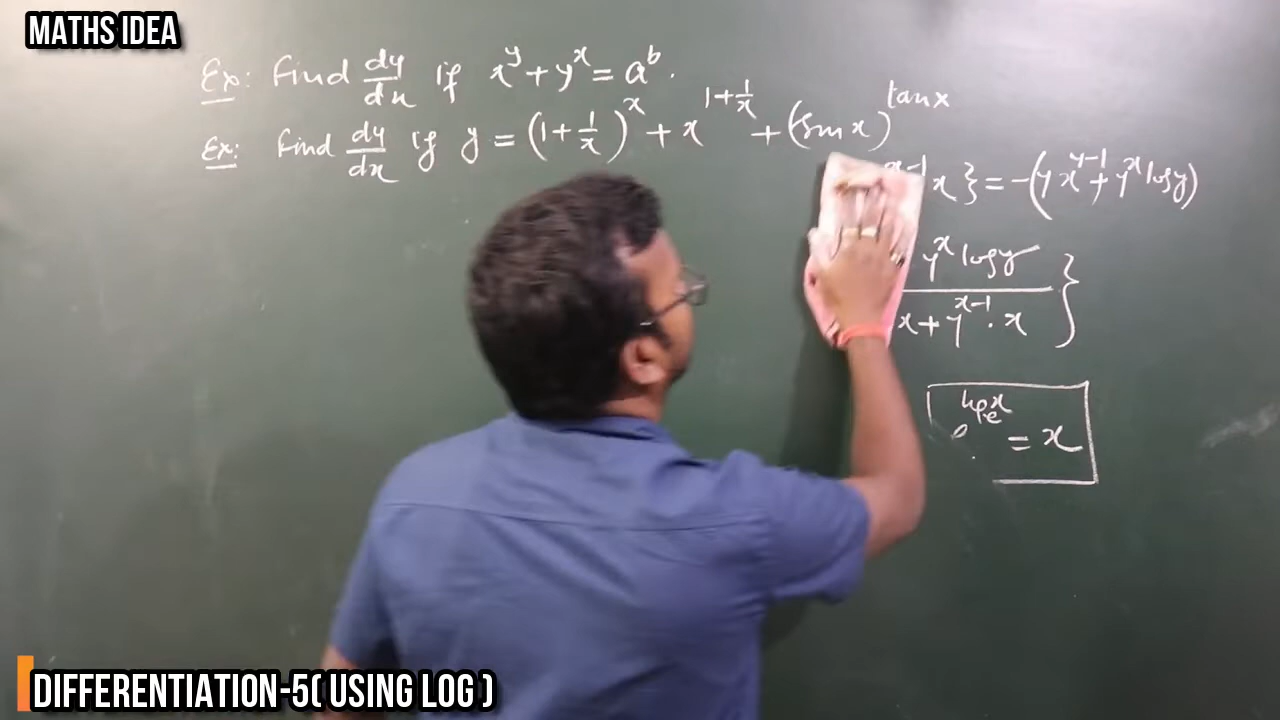 MATHS IDEA
Ex: Find dy/dx if x^y + y^x = a^b.
Ex: Find dy/dx if y = (1 + 1/x)^x + x^(1 + 1/x) + (sin x)^(tan x)
x-1 x} = -(y x^(y-1) + y^x log y)
y^x log y }
x + y^(x-1) . x
e^(log_e x) = x
DIFFERENTIATION-5( USING LOG )